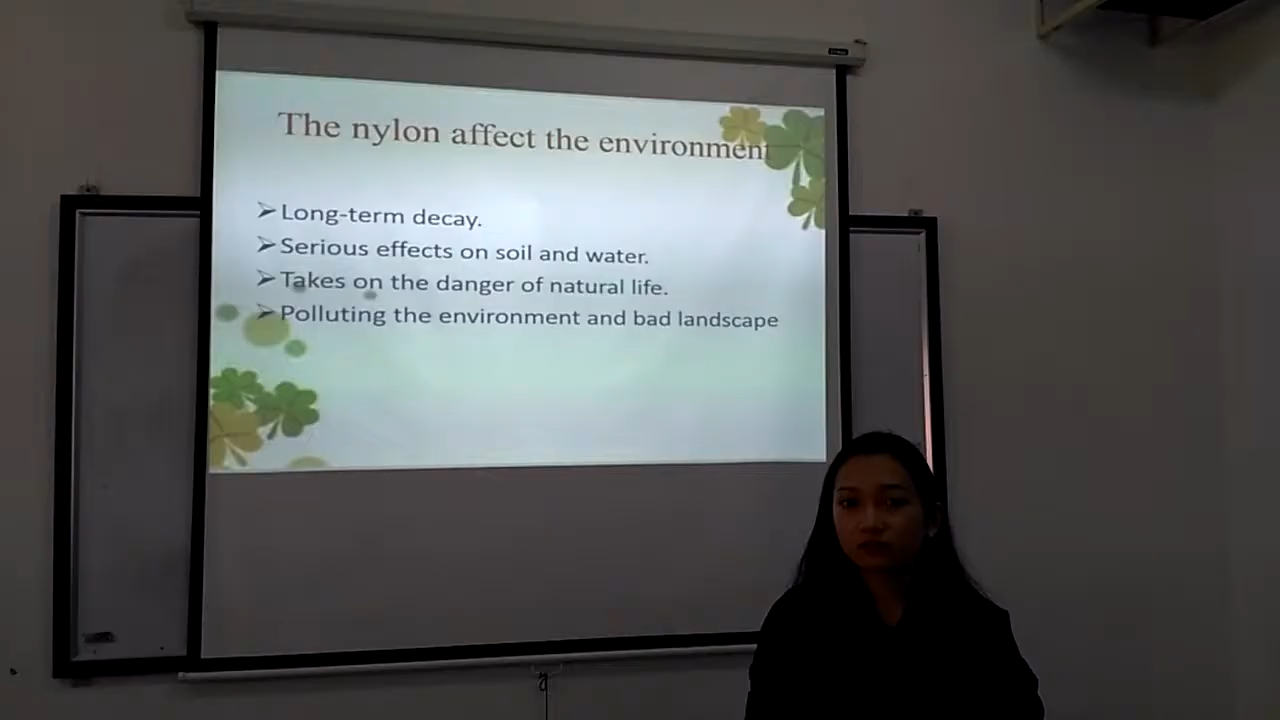 The nylon affect the environment
➢Long-term decay.
➢Serious effects on soil and water.
➢Takes on the danger of natural life.
➢Polluting the environment and bad landscape